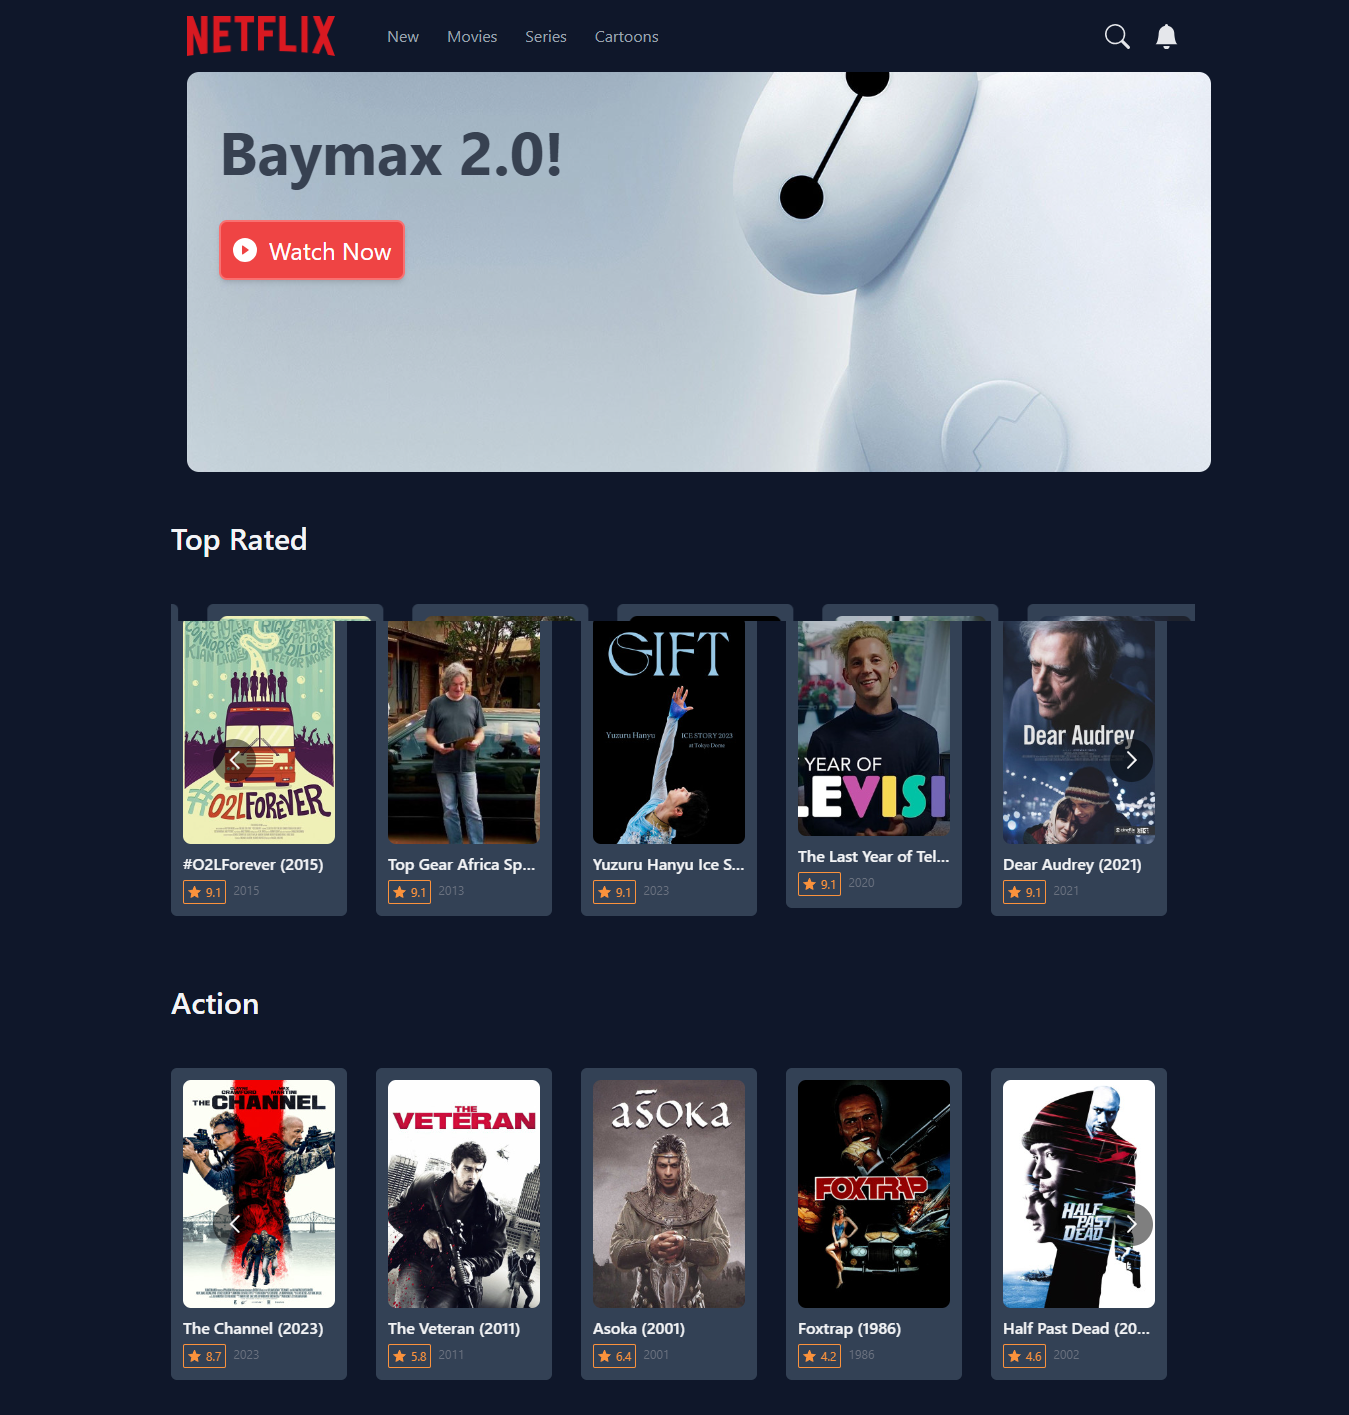 NETFLIX
New
Movies
Series
Cartoons
Baymax 2.0!
Watch Now
Top Rated
KIAN LAWLEY
TREVOR MORAN
#O2LFOREVER
GIFT
Yuzuru Hanyu
ICE STORY 2023
at Tokyo Dome
YEAR OF
LEVISI
Dear Audrey
#O2LForever (2015)
9.1
2015
Top Gear Africa Sp...
9.1
2013
Yuzuru Hanyu Ice S...
9.1
2023
The Last Year of Tel...
9.1
2020
Dear Audrey (2021)
9.1
2021
Action
THE CHANNEL
THE
VETERAN
aśoka
FOXTRAP
HALF
PAST
DEAD
The Channel (2023)
8.7
2023
The Veteran (2011)
5.8
2011
Asoka (2001)
6.4
2001
Foxtrap (1986)
4.2
1986
Half Past Dead (20...
4.6
2002